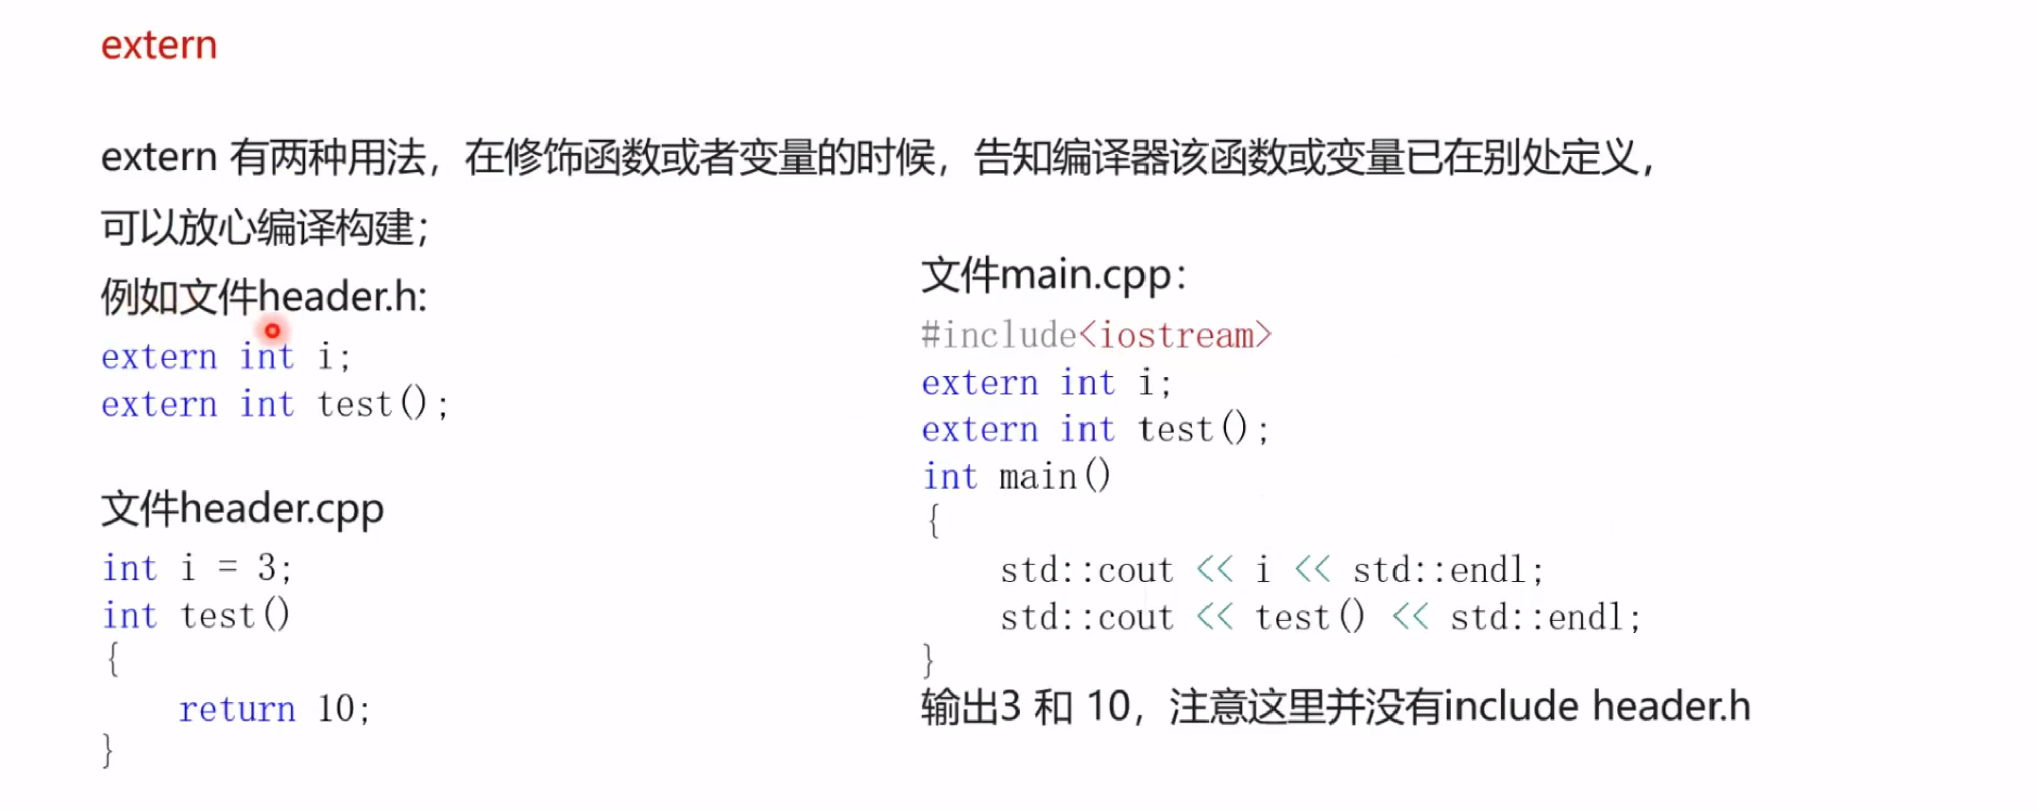 extern
extern 有两种用法，在修饰函数或者变量的时候，告知编译器该函数或变量已在别处定义，
可以放心编译构建；
例如文件header.h:
extern int i;
extern int test();
文件header.cpp
int i = 3;
int test()
{
    return 10;
}
文件main.cpp：
#include<iostream>
extern int i;
extern int test();
int main()
{
    std::cout << i << std::endl;
    std::cout << test() << std::endl;
}
输出3 和 10，注意这里并没有include header.h